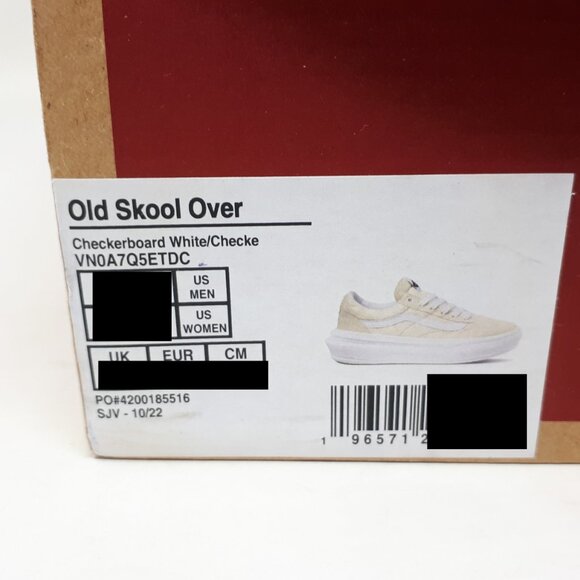 Old Skool Over
Checkerboard White/Checke
VN0A7Q5ETDC
US
MEN
US
WOMEN
UK EUR CM
PO#4200185516
SJV - 10/22
1 96571 2